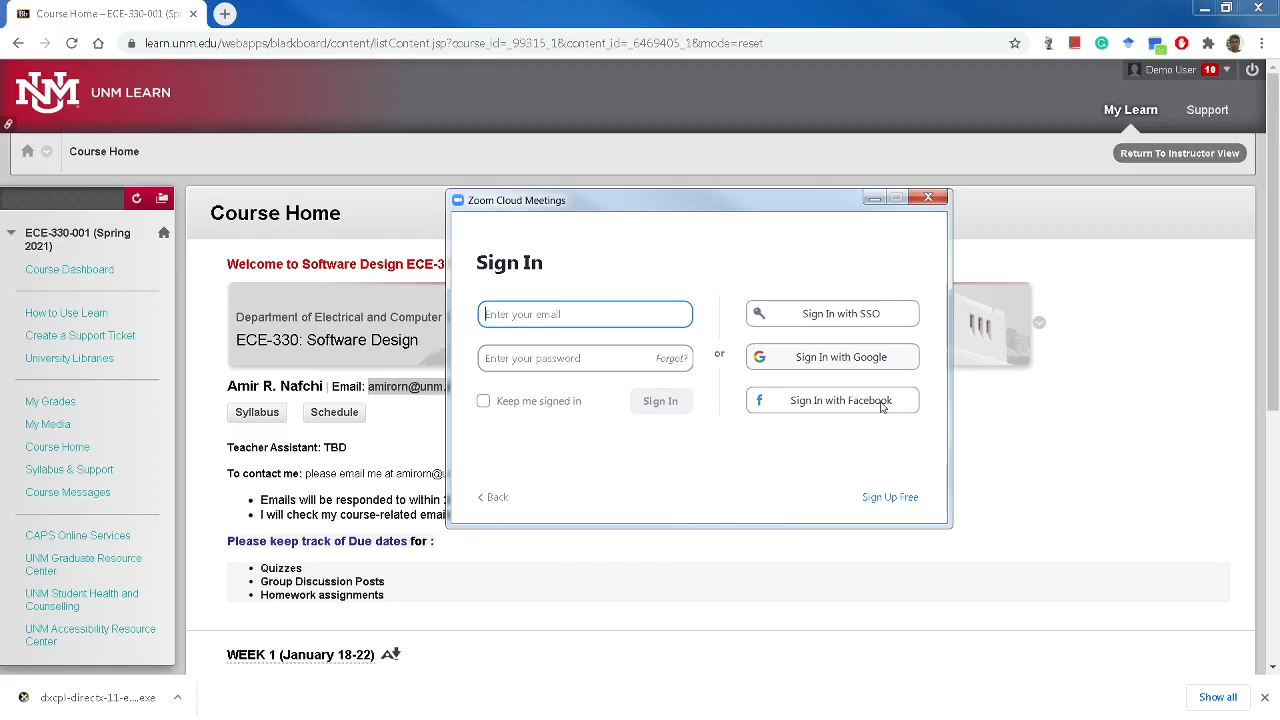 Course Home - ECE-330-001 (Spri
learn.unm.edu/webapps/blackboard/content/listContent.jsp?course_id=_99315_1&content_id=_6469405_1&mode=reset
Demo User 10
UNM LEARN
My Learn
Support
Course Home
Return To Instructor View
ECE-330-001 (Spring
2021)
Course Dashboard
How to Use Learn
Create a Support Ticket
University Libraries
My Grades
My Media
Course Home
Syllabus & Support
Course Messages
CAPS Online Services
UNM Graduate Resource
Center
UNM Student Health and
Counselling
UNM Accessibility Resource
Center
Course Home
Welcome to Software Design ECE-3
Department of Electrical and Computer
ECE-330: Software Design
Amir R. Nafchi | Email: amirorn@unm.
Syllabus
Schedule
Teacher Assistant: TBD
To contact me: please email me at amirorn@u
Emails will be responded to within 2
I will check my course-related emai
Please keep track of Due dates for :
Quizzes
Group Discussion Posts
Homework assignments
WEEK 1 (January 18-22)
Zoom Cloud Meetings
Sign In
Enter your email
Enter your password
Forgot?
Keep me signed in
Sign In
or
Sign In with SSO
Sign In with Google
Sign In with Facebook
Back
Sign Up Free
dxcpl-directx-11-e....exe
Show all